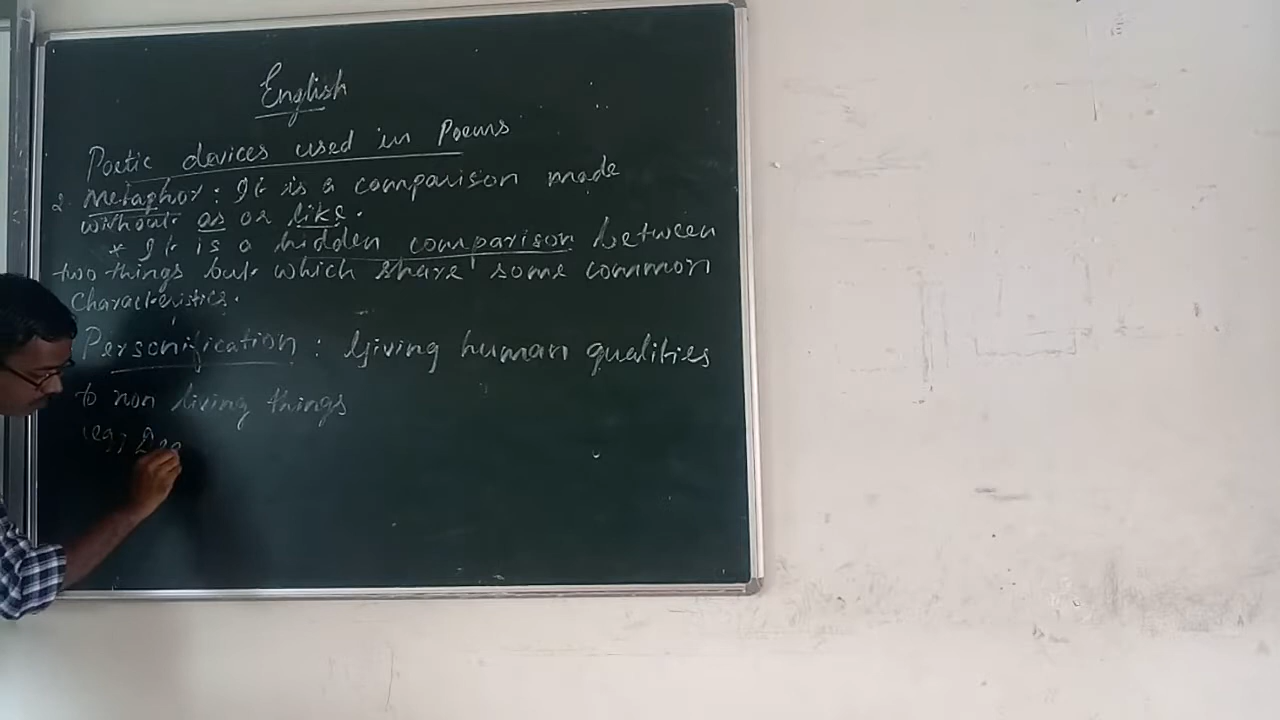 English
Poetic devices used in Poems
2. Metaphor: It is a comparison made
without as or like.
* It is a hidden comparison between
two things but which share some common
characteristics.
Personification: Giving human qualities
to non living things
(eg)